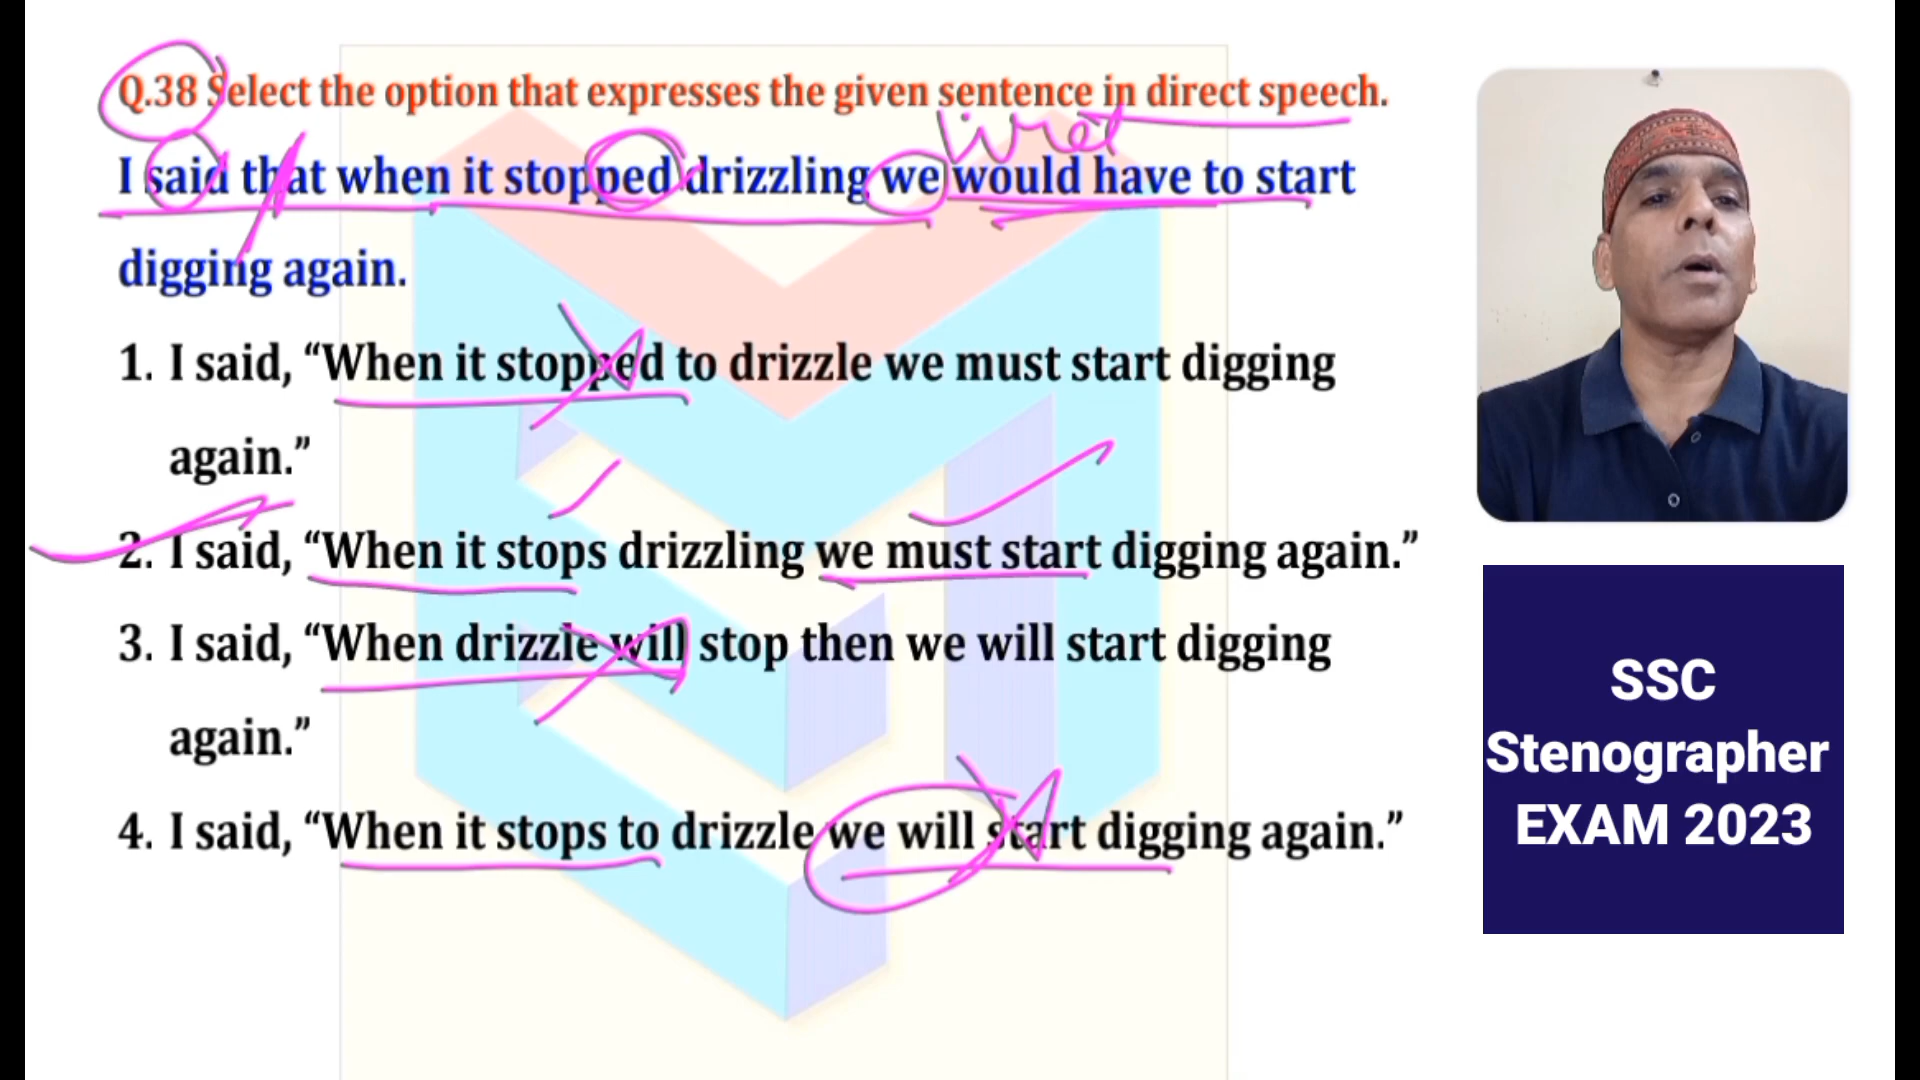 Q.38 Select the option that expresses the given sentence in direct speech.
I said that when it stopped drizzling we would have to start
digging again.
1. I said, “When it stopped to drizzle we must start digging
again.”
2. I said, “When it stops drizzling we must start digging again.”
3. I said, “When drizzle will stop then we will start digging
again.”
4. I said, “When it stops to drizzle we will start digging again.”
SSC
Stenographer
EXAM 2023